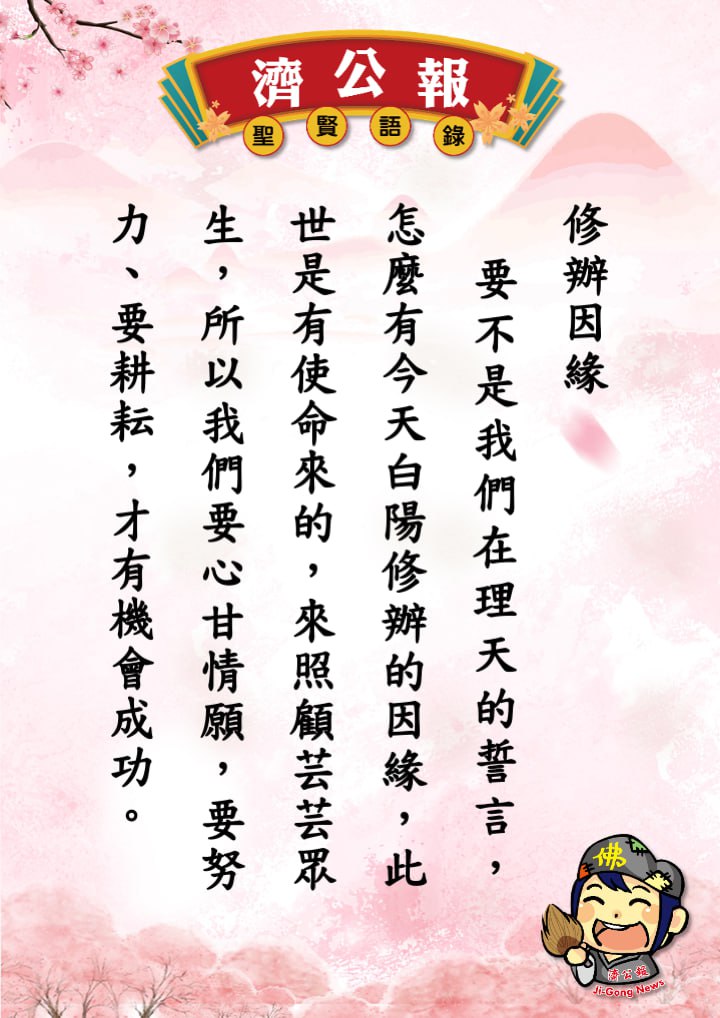 濟公報
聖賢語錄
修辦因緣
要不是我們在理天的誓言，
怎麼有今天白陽修辦的因緣，此
世是有使命來的，來照顧芸芸眾
生，所以我們要心甘情願，要努
力、要耕耘，才有機會成功。
佛
濟公報
Ji-Gong News